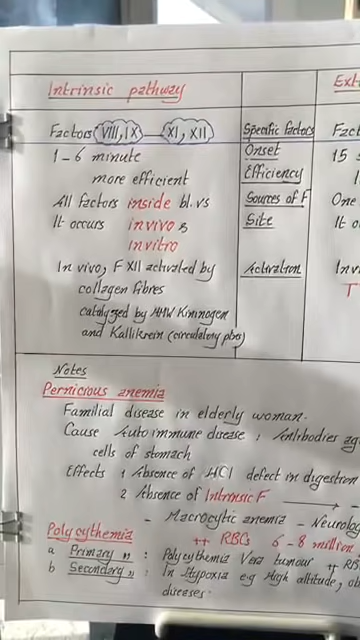 Intrinsic pathway
Ext
Factors VIII, IX — XI, XII
Specific factors
Fact
1-6 minute
Onset
15 s
more efficient
Efficiency
All factors inside bl. vs
Sources of F
One
It occurs invivo &
Site
It o
invitro
In vivo, F XII activated by
Activation
Inv
collagen fibres
T
catalyzed by HMW Kininogen
and Kallikrein (circulatory
Notes
Pernicious anemia
Familial disease in elderly woman.
Cause Autoimmune disease : Antibodies ag
cells of stomach
Effects 1 Absence of HCl defect in digestion
2 Absence of Intrinsic F
- Macrocytic anemia - Neurolog
Polycythemia ++ RBCs 6-8 million
a Primary " : Polycythemia Vera tumour ++ RB
b Secondary " : In Hypoxia e.g High altitude, ob
diseases.